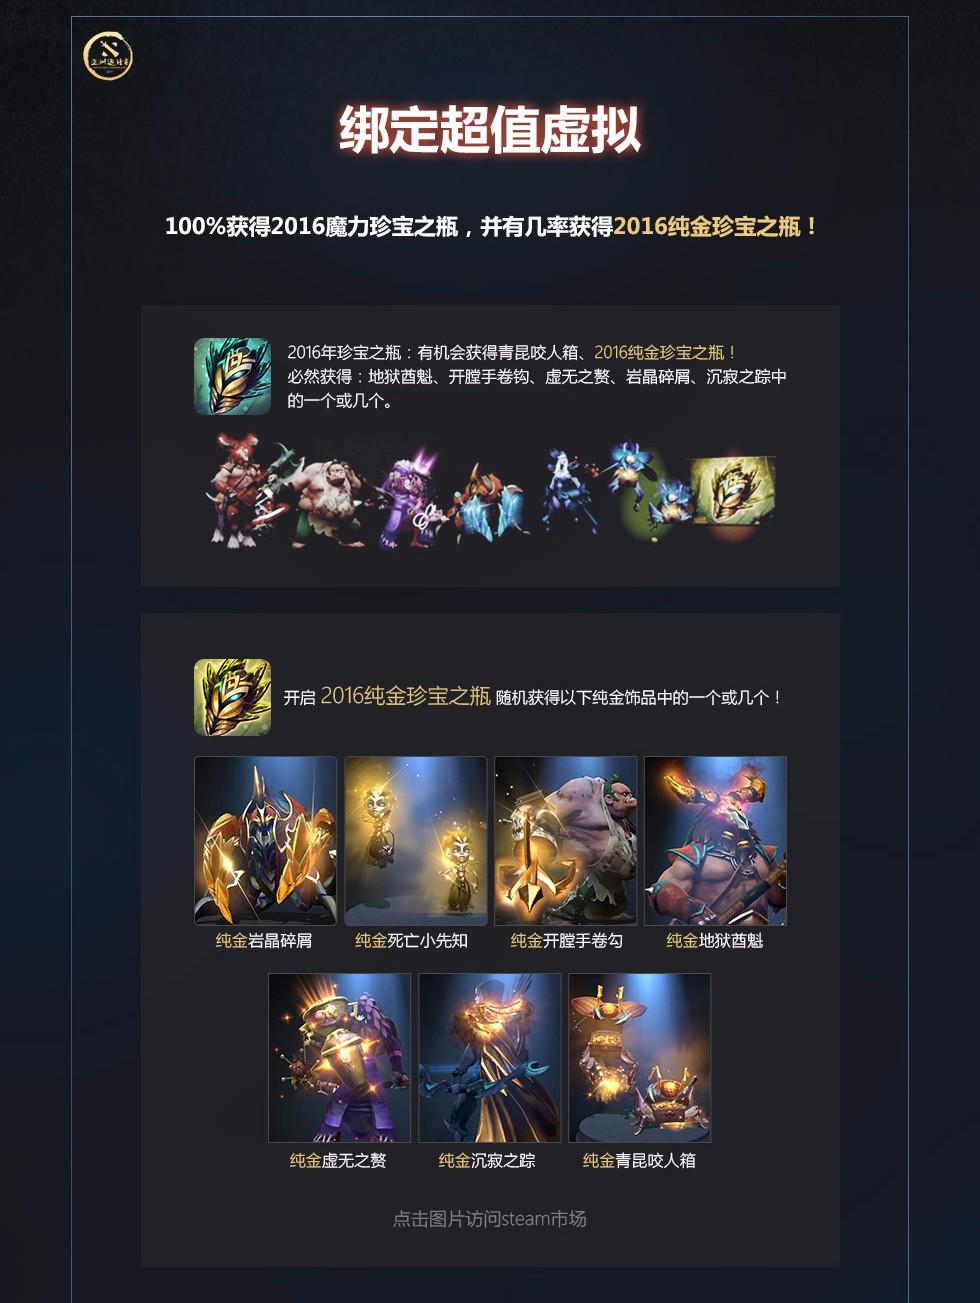 亚洲邀请赛
绑定超值虚拟
100%获得2016魔力珍宝之瓶，并有几率获得2016纯金珍宝之瓶！
2016年珍宝之瓶：有机会获得青昆咬人箱、2016纯金珍宝之瓶！
必然获得：地狱酋魁、开膛手卷钩、虚无之赘、岩晶碎屑、沉寂之踪中
的一个或几个。
开启 2016纯金珍宝之瓶 随机获得以下纯金饰品中的一个或几个！
纯金岩晶碎屑 纯金死亡小先知 纯金开膛手卷勾 纯金地狱酋魁
纯金虚无之赘 纯金沉寂之踪 纯金青昆咬人箱
点击图片访问steam市场